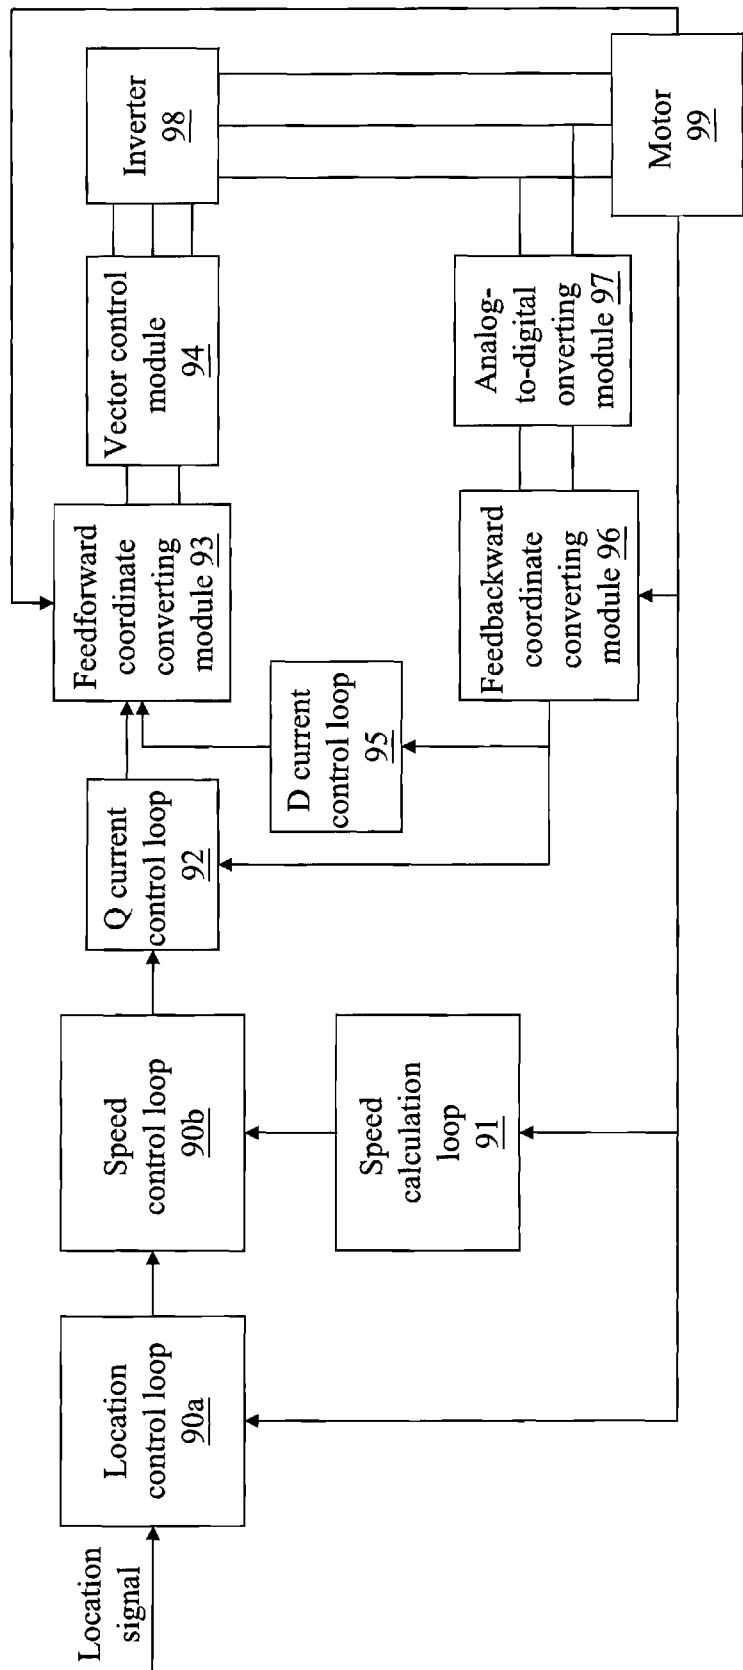 Location
signal
Location
control loop
90a
Speed
control loop
90b
Speed
calculation
loop
91
Q current
control loop
92
D current
control loop
95
Feedforward
coordinate
converting
module 93
Vector control
module
94
Inverter
98
Feedbackward
coordinate
converting
module 96
Analog-
to-digital
onverting
module 97
Motor
99